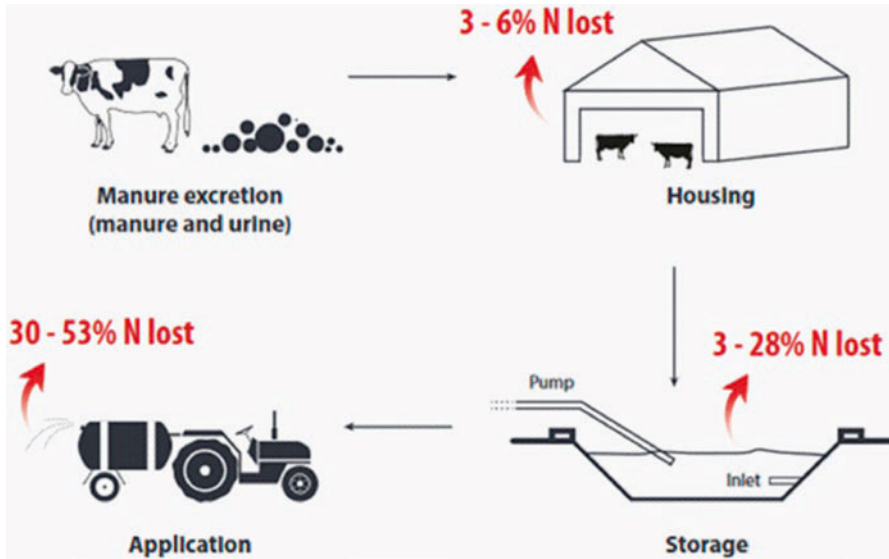 3 - 6% N lost
Manure excretion
(manure and urine)
Housing
30 - 53% N lost
3 - 28% N lost
Pump
Inlet
Application
Storage